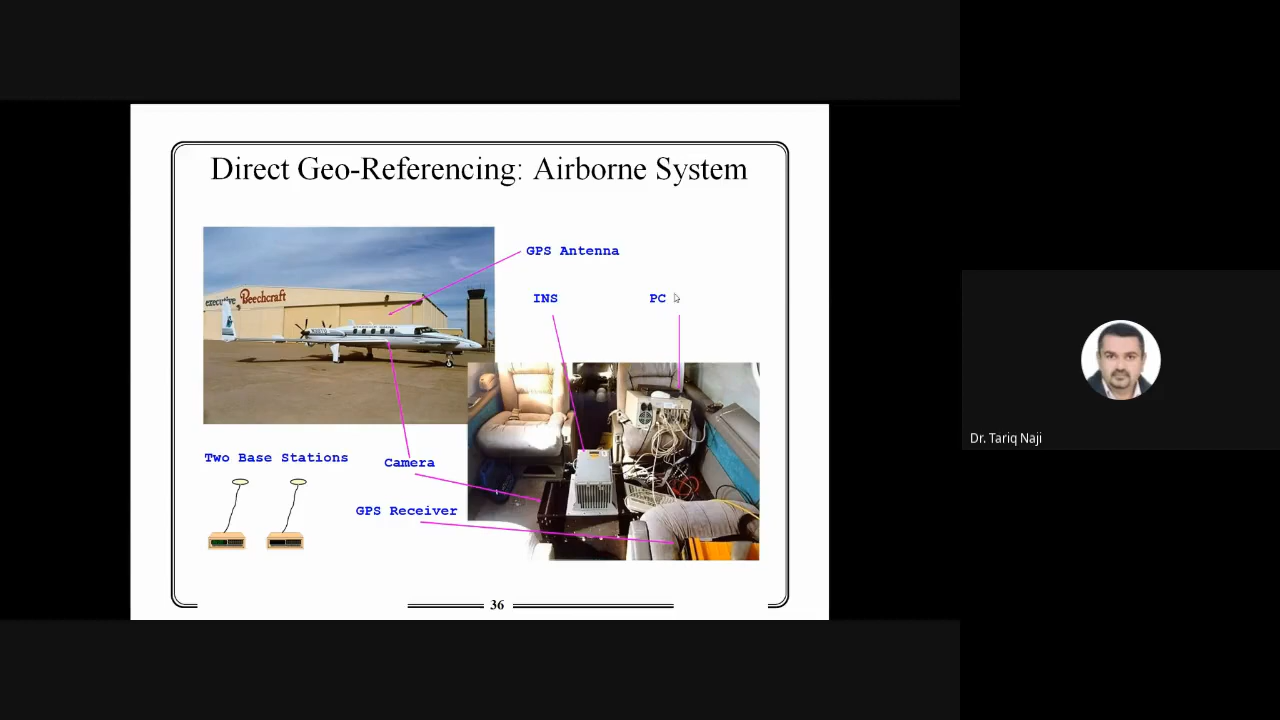 Direct Geo-Referencing: Airborne System
GPS Antenna
executive Beechcraft
INS
PC
Two Base Stations
Camera
GPS Receiver
36
Dr. Tariq Naji